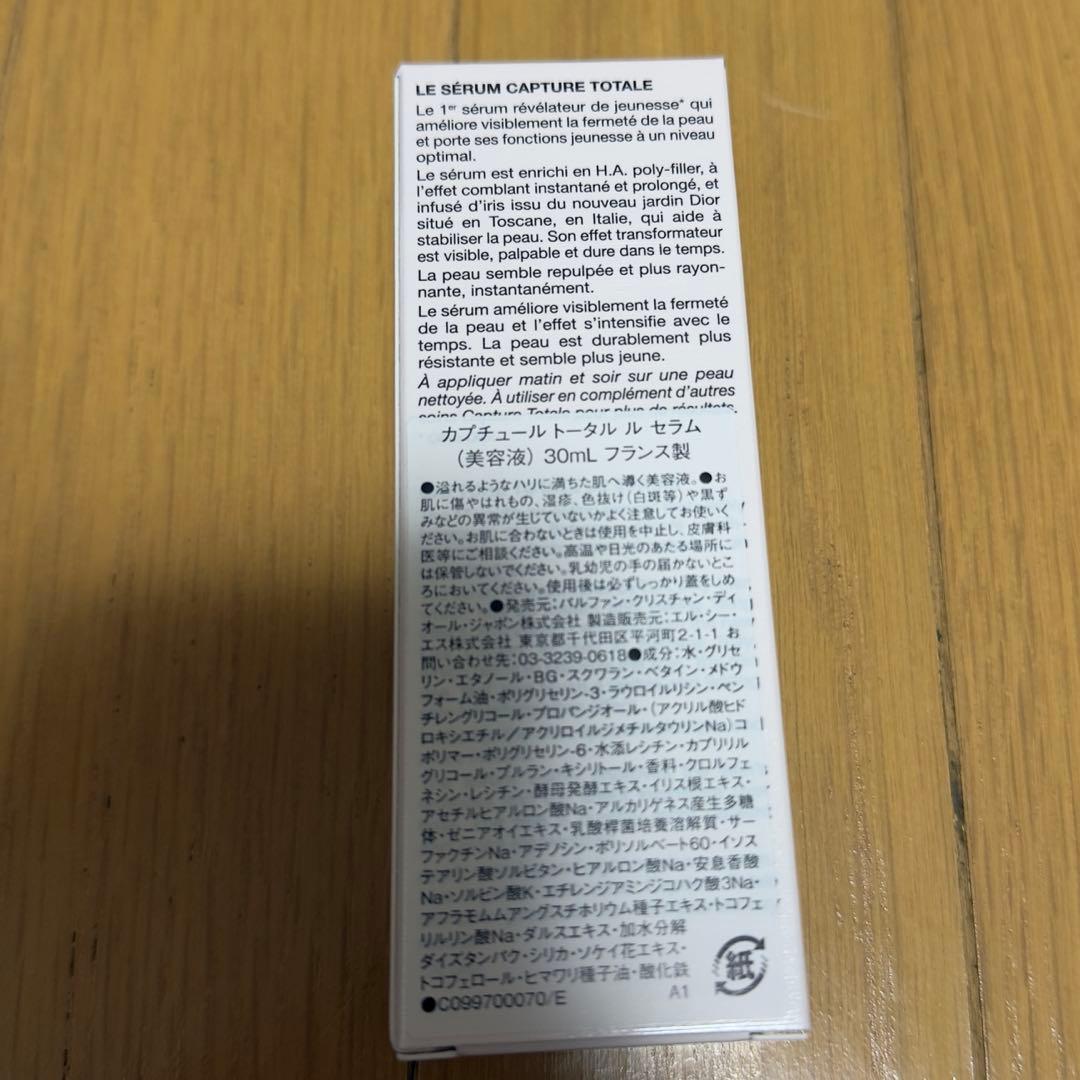 LE SÉRUM CAPTURE TOTALE
Le 1er sérum révélateur de jeunesse* qui
améliore visiblement la fermeté de la peau
et porte ses fonctions jeunesse à un niveau
optimal.
Le sérum est enrichi en H.A. poly-filler, à
l'effet comblant instantané et prolongé, et
infusé d'iris issu du nouveau jardin Dior
situé en Toscane, en Italie, qui aide à
stabiliser la peau. Son effet transformateur
est visible, palpable et dure dans le temps.
La peau semble repulpée et plus rayon-
nante, instantanément.
Le sérum améliore visiblement la fermeté
de la peau et l'effet s'intensifie avec le
temps. La peau est durablement plus
résistante et semble plus jeune.
À appliquer matin et soir sur une peau
nettoyée. À utiliser en complément d'autres
soins Capture Totale pour plus de résultats.
カプチュール トータル ル セラム
（美容液）30mL フランス製
●溢れるようなハリに満ちた肌へ導く美容液。●お
肌に傷やはれもの、湿疹、色抜け(白斑等)や黒ず
みなどの異常が生じていないかよく注意してお使いく
ださい。お肌に合わないときは使用を中止し、皮膚科
医等にご相談ください。高温や日光のあたる場所に
は保管しないでください。乳幼児の手の届かないとこ
ろにおいてください。使用後は必ずしっかり蓋をしめ
てください。●発売元：パルファン・クリスチャン・ディ
オール・ジャポン株式会社 製造販売元：エル・シー・
エス株式会社 東京都千代田区平河町2-1-1 お
問い合わせ先：03-3239-0618●成分：水・グリセ
リン・エタノール・BG・スクワラン・ベタイン・メドウ
フォーム油・ポリグリセリン-3・ラウロイルリシン・ペン
チレングリコール・プロパンジオール・(アクリル酸ヒド
ロキシエチル/アクリロイルジメチルタウリンNa)コ
ポリマー・ポリグリセリン-6・水添レシチン・カプリリル
グリコール・プルラン・キシリトール・香料・クロルフェ
ネシン・レシチン・酵母発酵エキス・イリス根エキス・
アセチルヒアルロン酸Na・アルカリゲネス産生多糖
体・ゼニアオイエキス・乳酸桿菌培養溶解質・サー
ファクチンNa・アデノシン・ポリソルベート60・イソス
テアリン酸ソルビタン・ヒアルロン酸Na・安息香酸
Na・ソルビン酸K・エチレンジアミンジコハク酸3Na・
アフラモムムアングスチホリウム種子エキス・トコフェ
リルリン酸Na・ダルスエキス・加水分解
ダイズタンパク・シリカ・ソケイ花エキス・
トコフェロール・ヒマワリ種子油・酸化鉄
●C099700070/E A1
紙